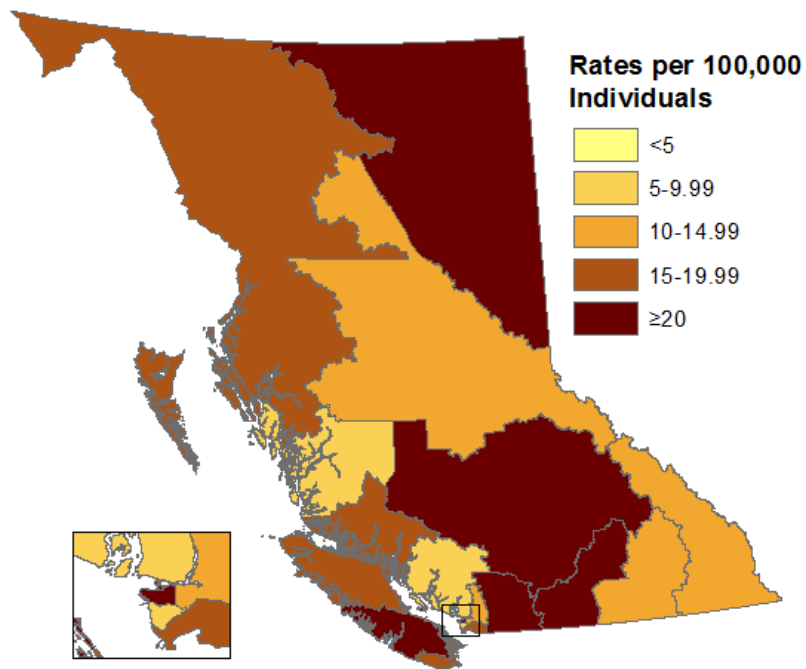 Rates per 100,000
Individuals
<5
5-9.99
10-14.99
15-19.99
≥20